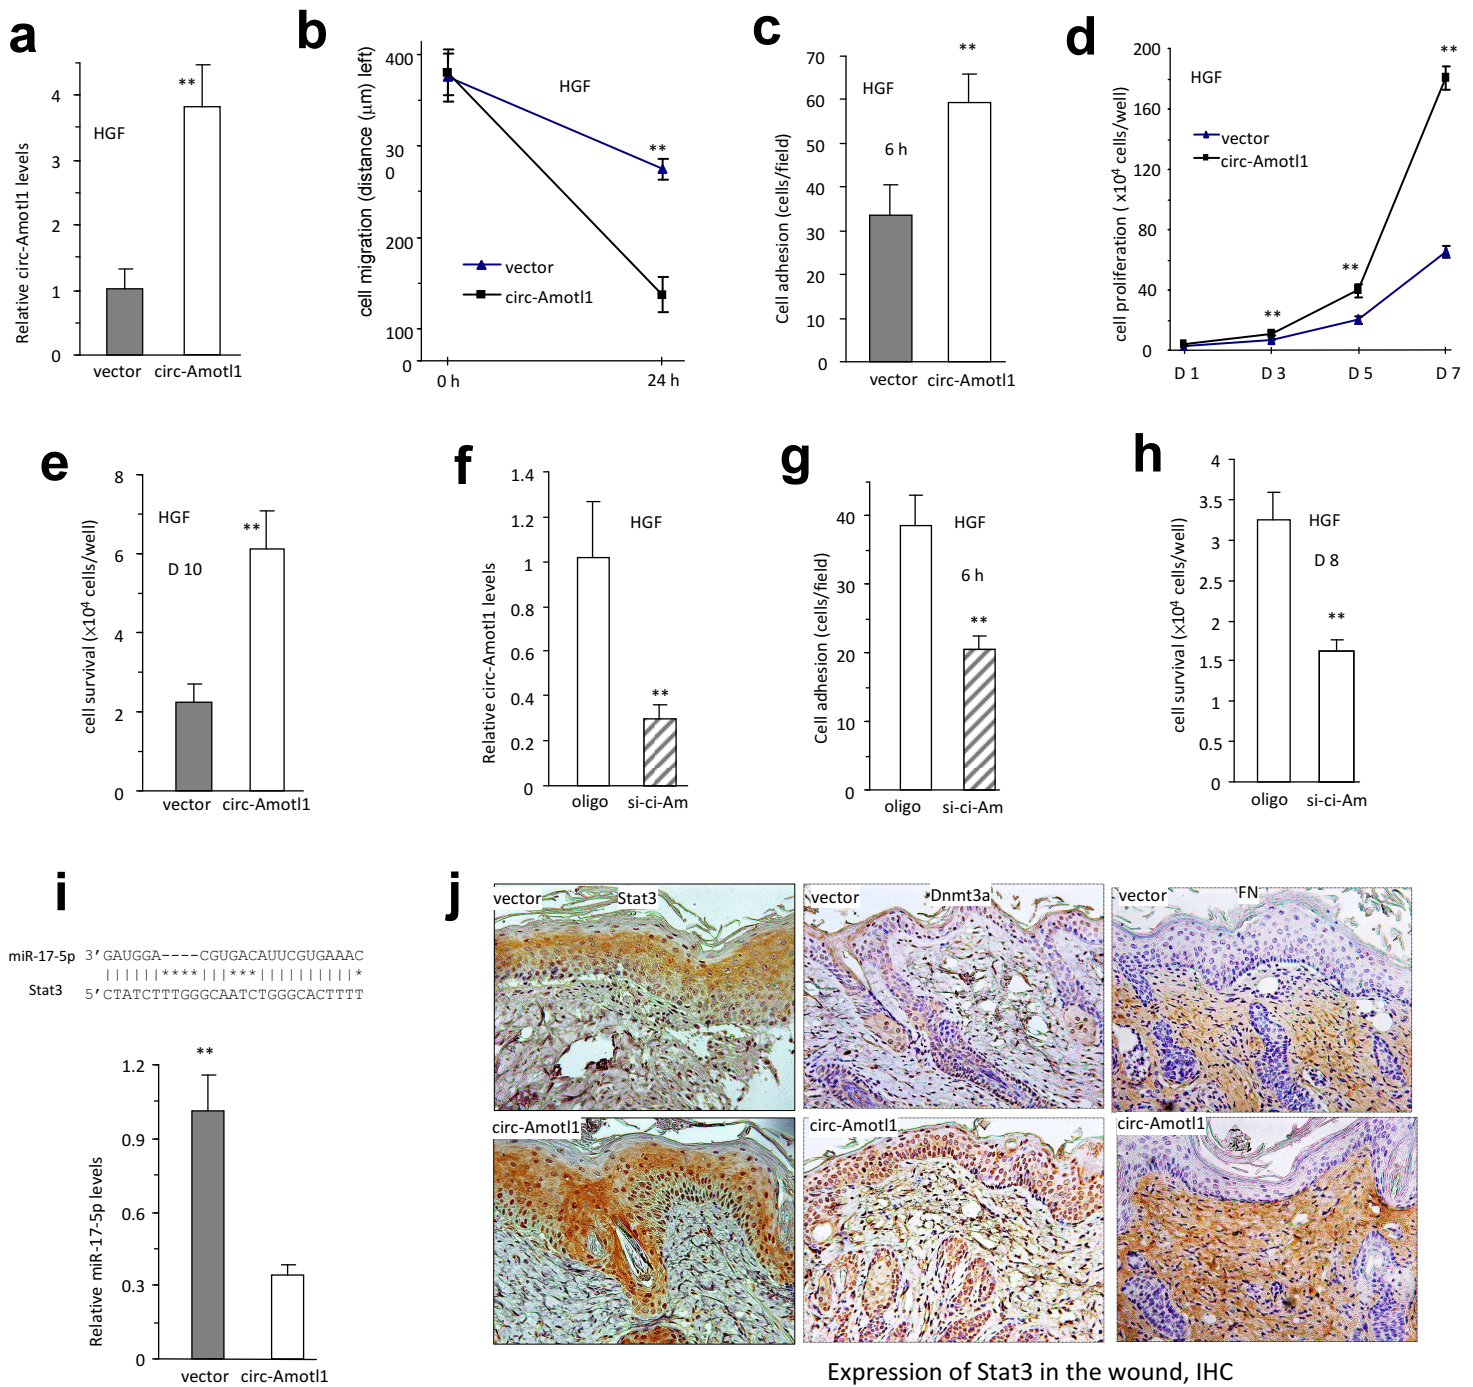 a
Relative circ-Amotl1 levels
4
3
2
1
0
HGF
**
vector circ-Amotl1
b
cell migration (distance (μm) left)
400
30
0
200
100
0
HGF
**
vector
circ-Amotl1
0 h 24 h
c
Cell adhesion (cells/field)
70
60
50
40
30
20
10
0
HGF
6 h
**
vector circ-Amotl1
d
cell proliferation ( x10⁴ cells/well)
200
160
120
80
40
0
HGF
vector
circ-Amotl1
**
**
**
D 1 D 3 D 5 D 7
e
cell survival (×10⁴ cells/well)
8
6
4
2
0
HGF
D 10
**
vector circ-Amotl1
f
Relative circ-Amotl1 levels
1.4
1.2
1
0.8
0.6
0.4
0.2
0
HGF
**
oligo si-ci-Am
g
Cell adhesion (cells/field)
40
30
20
10
0
HGF
6 h
**
oligo si-ci-Am
h
cell survival (×10⁴ cells/well)
4
3.5
3
2.5
2
1.5
1
0.5
0
HGF
D 8
**
oligo si-ci-Am
i
miR-17-5p 3’GAUGGA----CGUGACAUUCGUGAAAC
||||||****|||***||||||||||*
Stat3 5’CTATCTTTGGGCAATCTGGGCACTTTT
Relative miR-17-5p levels
1.2
0.9
0.6
0.3
0
**
vector circ-Amotl1
j
vector Stat3
vector Dnmt3a
vector FN
circ-Amotl1
circ-Amotl1
circ-Amotl1
Expression of Stat3 in the wound, IHC